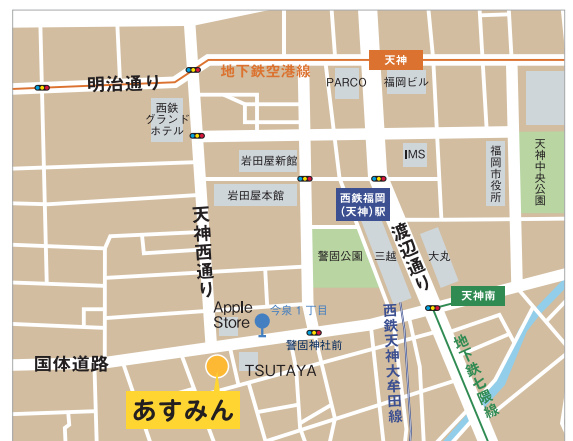 天神
地下鉄空港線
明治通り
PARCO
福岡ビル
西鉄
グランド
ホテル
天神中央公園
IMS
福岡市役所
岩田屋新館
岩田屋本館
西鉄福岡
(天神)駅
天神西通り
渡辺通り
警固公園
三越
大丸
天神南
Apple
Store
今泉1丁目
警固神社前
西鉄天神大牟田線
地下鉄七隈線
国体道路
TSUTAYA
あすみん